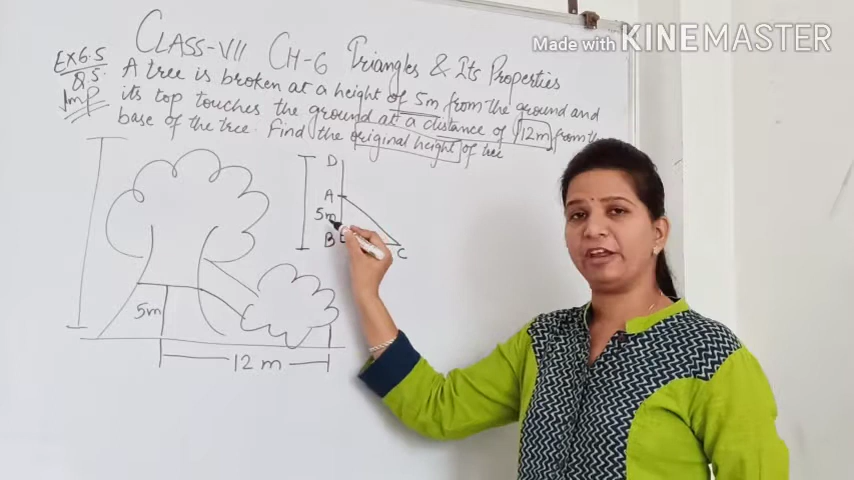 Made with KINEMASTER
CLASS-VII CH-6 Triangles & Its Properties
Ex 6.5
Q.5. A tree is broken at a height of 5m from the ground and
Imp its top touches the ground at a distance of 12m from the
base of the tree. Find the original height of tree
D
A
5m
B
C
5m
12 m